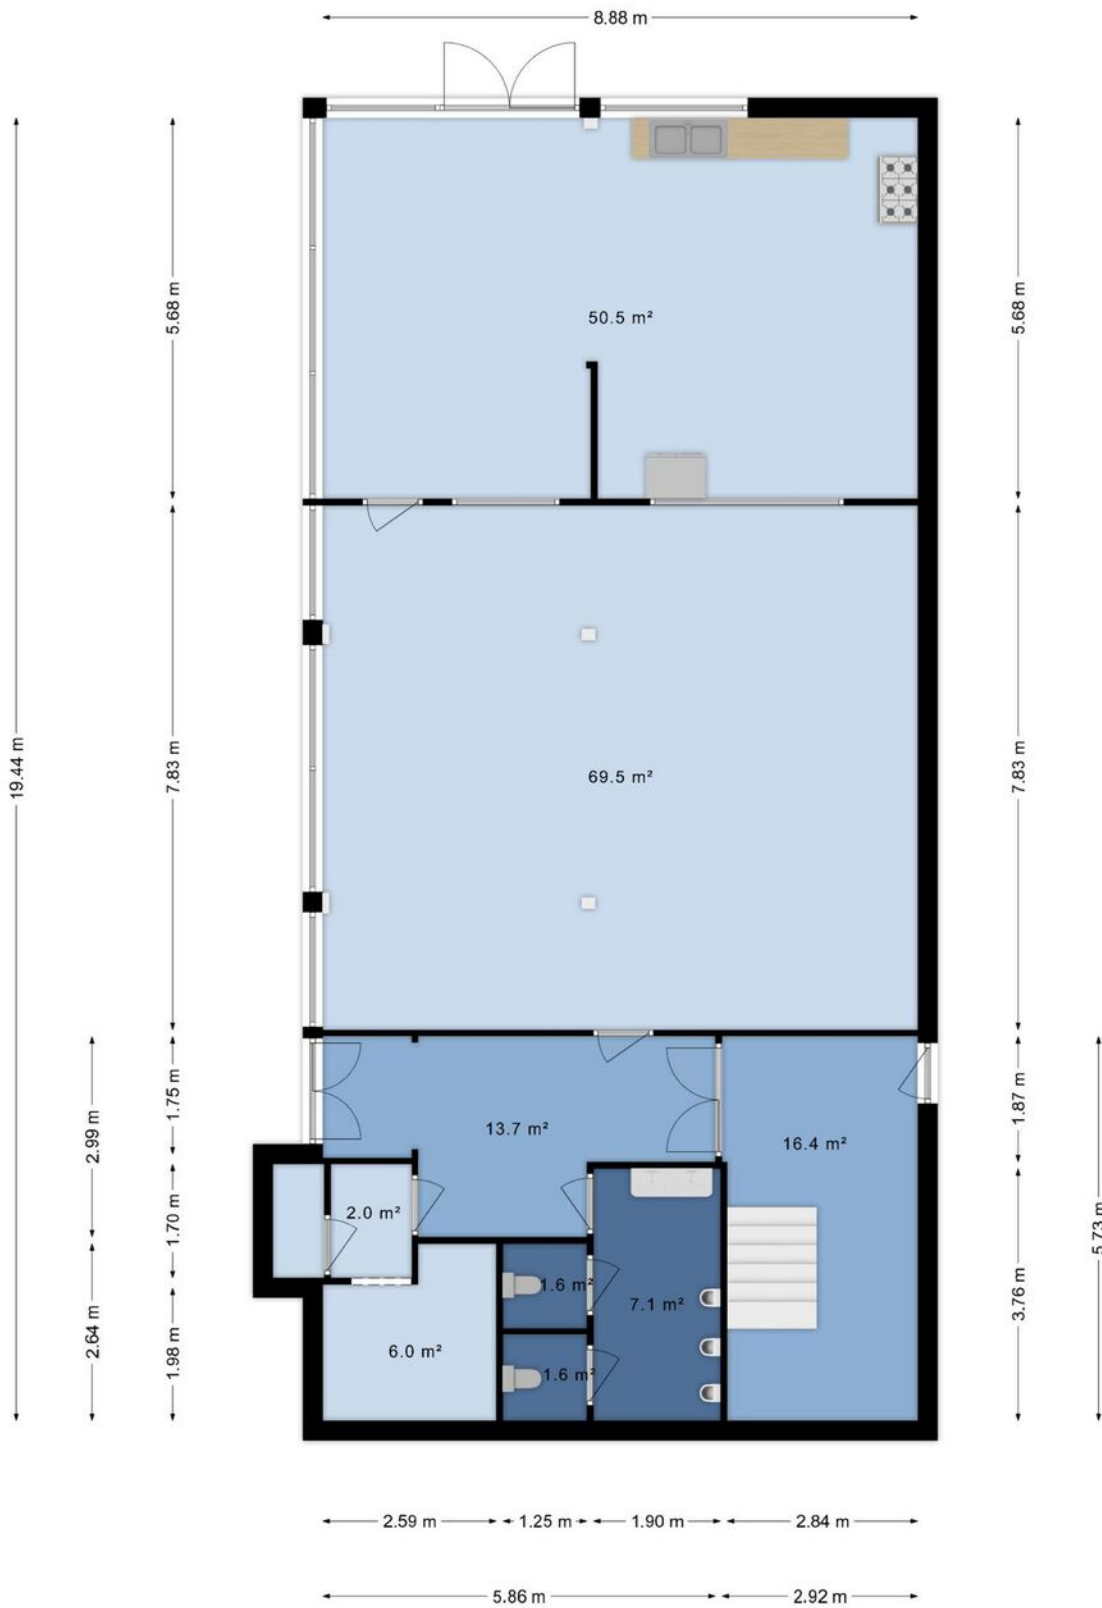 8.88 m
5.68 m
5.68 m
50.5 m²
19.44 m
7.83 m
7.83 m
69.5 m²
2.99 m
1.75 m
1.87 m
13.7 m²
16.4 m²
1.70 m
2.0 m²
5.73 m
2.64 m
1.98 m
6.0 m²
1.6 m²
1.6 m²
7.1 m²
3.76 m
2.59 m
1.25 m
1.90 m
2.84 m
5.86 m
2.92 m